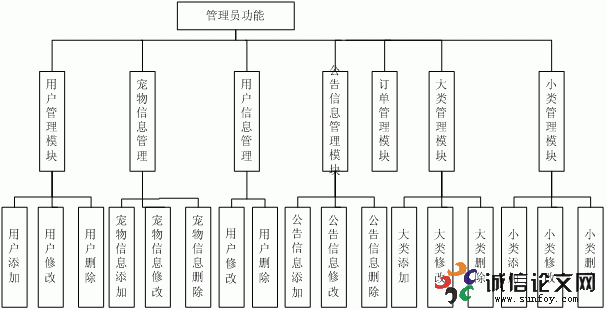 管理员功能
用户管理模块
宠物信息管理
用户信息管理
公告信息管理模块
订单管理模块
大类管理模块
小类管理模块
用户添加
用户修改
用户删除
宠物信息添加
宠物信息修改
宠物信息删除
用户修改
用户删除
公告信息添加
公告信息修改
公告信息删除
大类添加
大类修改
大类删除
小类添加
小类修改
小类删除
诚信论文网
www.sunfoy.com